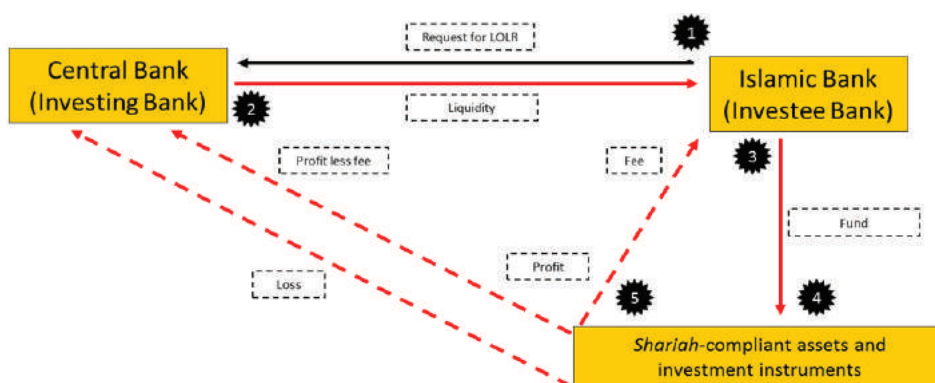 Request for LOLR
1
Central Bank
(Investing Bank)
Islamic Bank
(Investee Bank)
2
Liquidity
3
Profit less fee
Fee
Fund
Profit
Loss
5
4
Shariah-compliant assets and
investment instruments